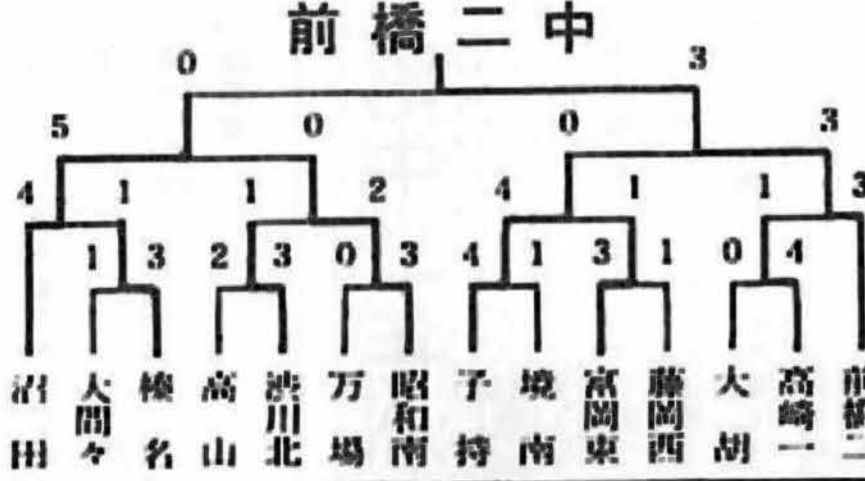 前橋二中
0 3
5 0 0 3
4 1 1 2 4 1 1 3
1 3 2 3 0 3 4 1 3 1 0 4
沼田
大間々
榛名
高山
渋川北
万場
昭和南
子持
境南
富岡東
藤岡西
大胡
高崎一
前橋二